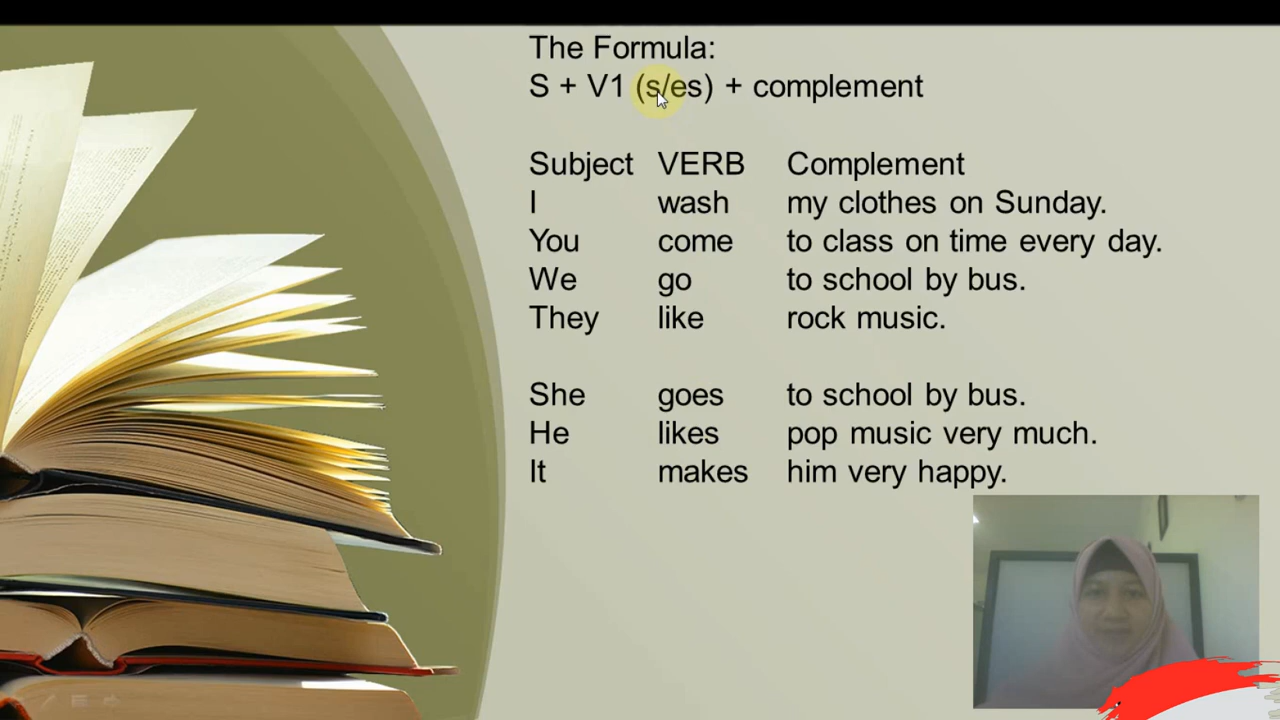 The Formula:
S + V1 (s/es) + complement
Subject VERB Complement
I wash my clothes on Sunday.
You come to class on time every day.
We go to school by bus.
They like rock music.
She goes to school by bus.
He likes pop music very much.
It makes him very happy.